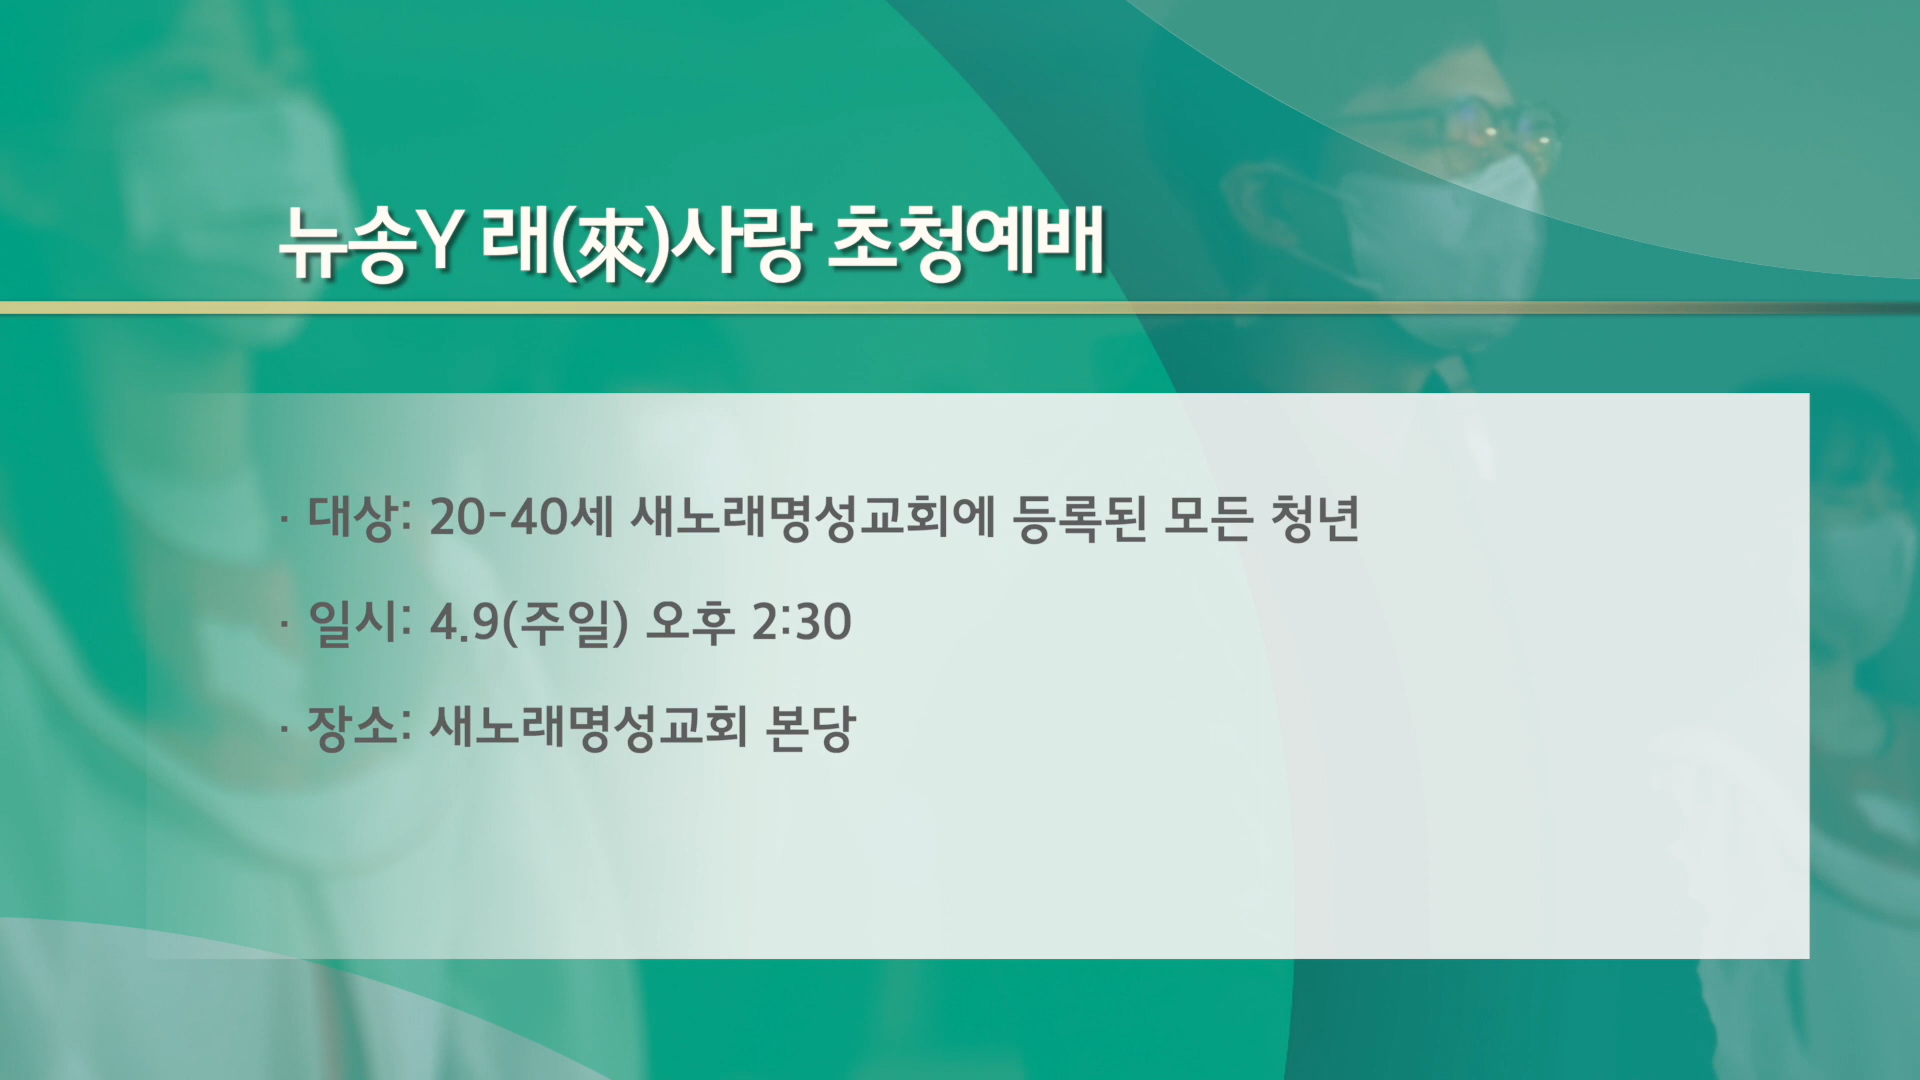 뉴송Y 래(來)사랑 초청예배
· 대상: 20-40세 새노래명성교회에 등록된 모든 청년
· 일시: 4.9(주일) 오후 2:30
· 장소: 새노래명성교회 본당